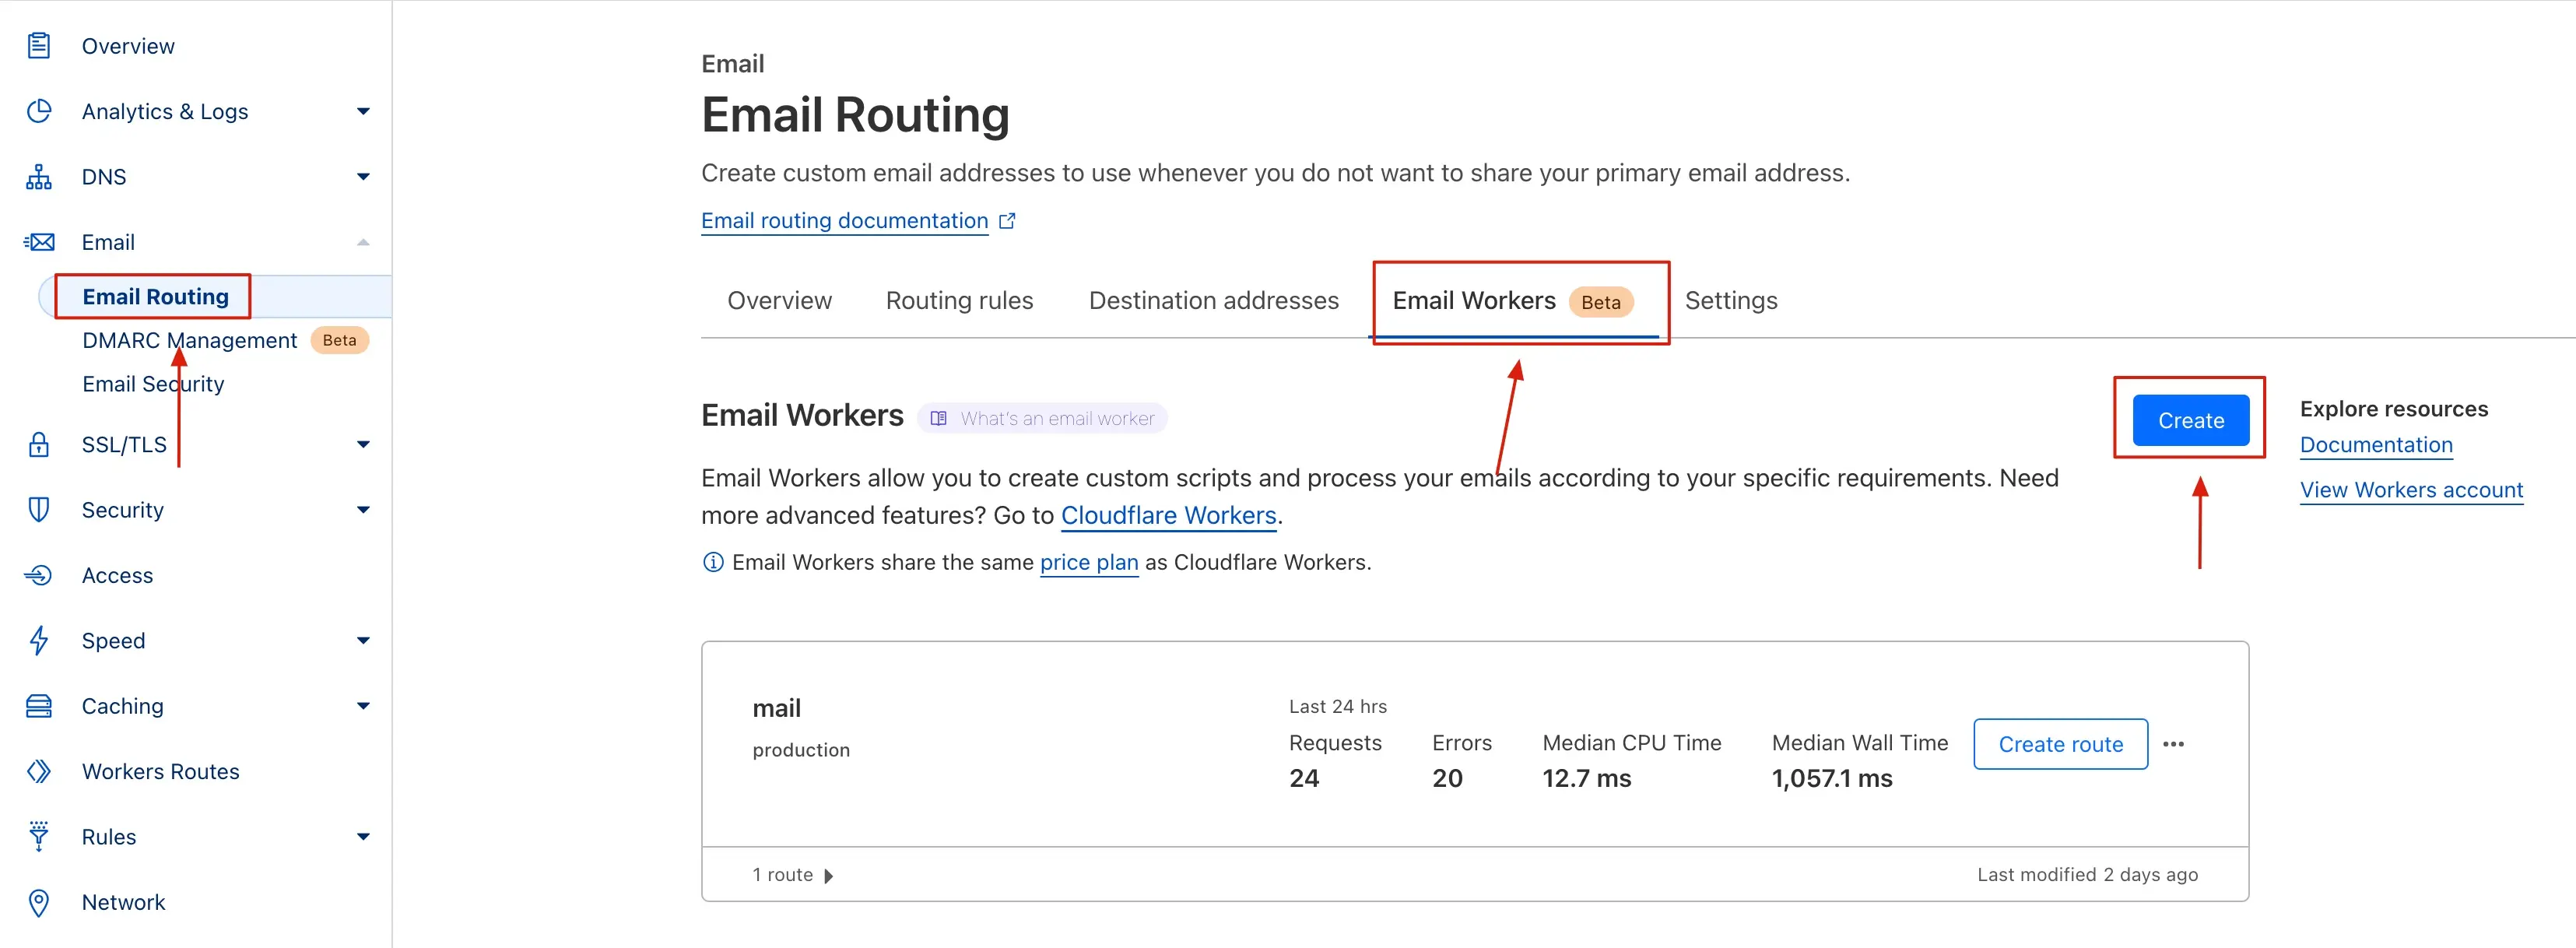 Overview
Analytics & Logs
DNS
Email
Email Routing
DMARC Management Beta
Email Security
SSL/TLS
Security
Access
Speed
Caching
Workers Routes
Rules
Network
Email
Email Routing
Create custom email addresses to use whenever you do not want to share your primary email address.
Email routing documentation
Overview Routing rules Destination addresses Email Workers Beta Settings
Email Workers What's an email worker
Create
Email Workers allow you to create custom scripts and process your emails according to your specific requirements. Need
more advanced features? Go to Cloudflare Workers.
Email Workers share the same price plan as Cloudflare Workers.
Explore resources
Documentation
View Workers account
mail
production
Last 24 hrs
Requests Errors Median CPU Time Median Wall Time
24 20 12.7 ms 1,057.1 ms
Create route
1 route
Last modified 2 days ago